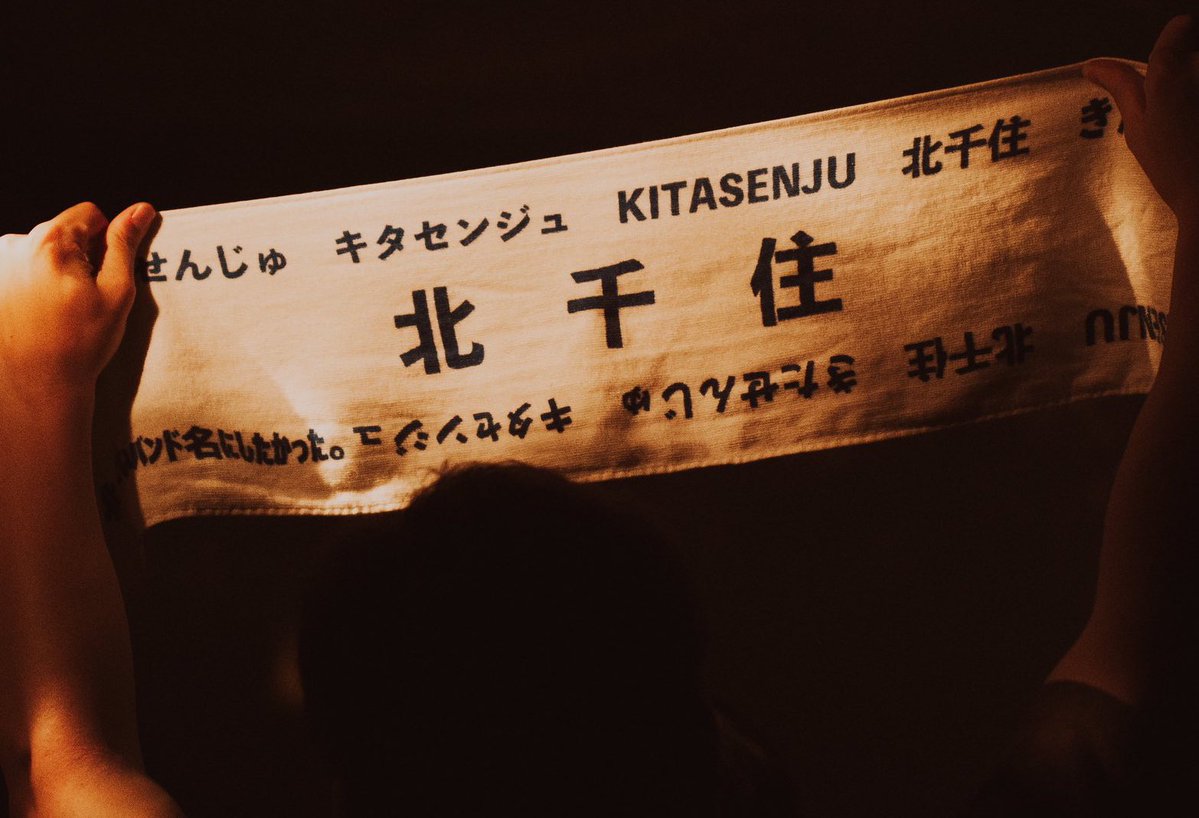 せんじゅ キタセンジュ KITASENJU 北千住 き
北千住
バンド名にしたかった。
SENJU 北千住 きたせんじゅ キタセンジュ